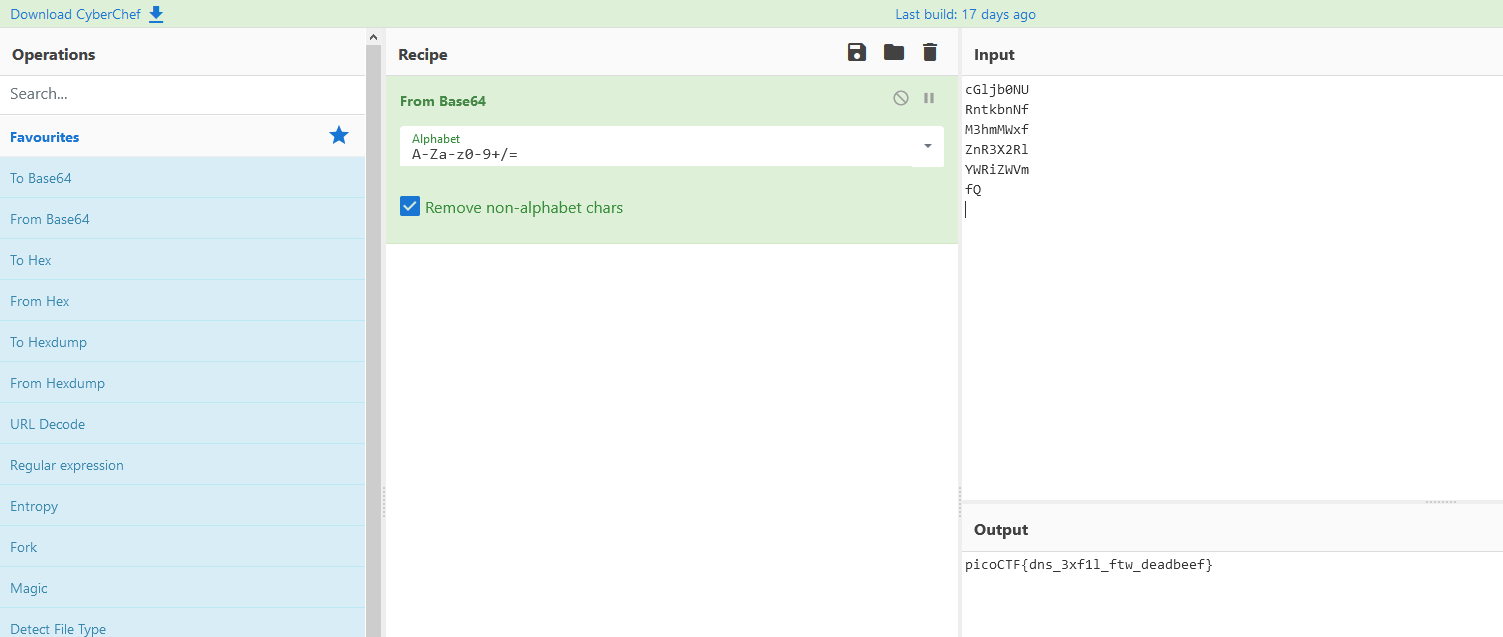 Download CyberChef
Last build: 17 days ago
Operations
Search...
Favourites
To Base64
From Base64
To Hex
From Hex
To Hexdump
From Hexdump
URL Decode
Regular expression
Entropy
Fork
Magic
Detect File Type
Recipe
From Base64
Alphabet
A-Za-z0-9+/=
Remove non-alphabet chars
Input
cGljb0NU
RntkbnNf
M3hmMWxf
ZnR3X2Rl
YWRiZWVm
fQ
Output
picoCTF{dns_3xf1l_ftw_deadbeef}